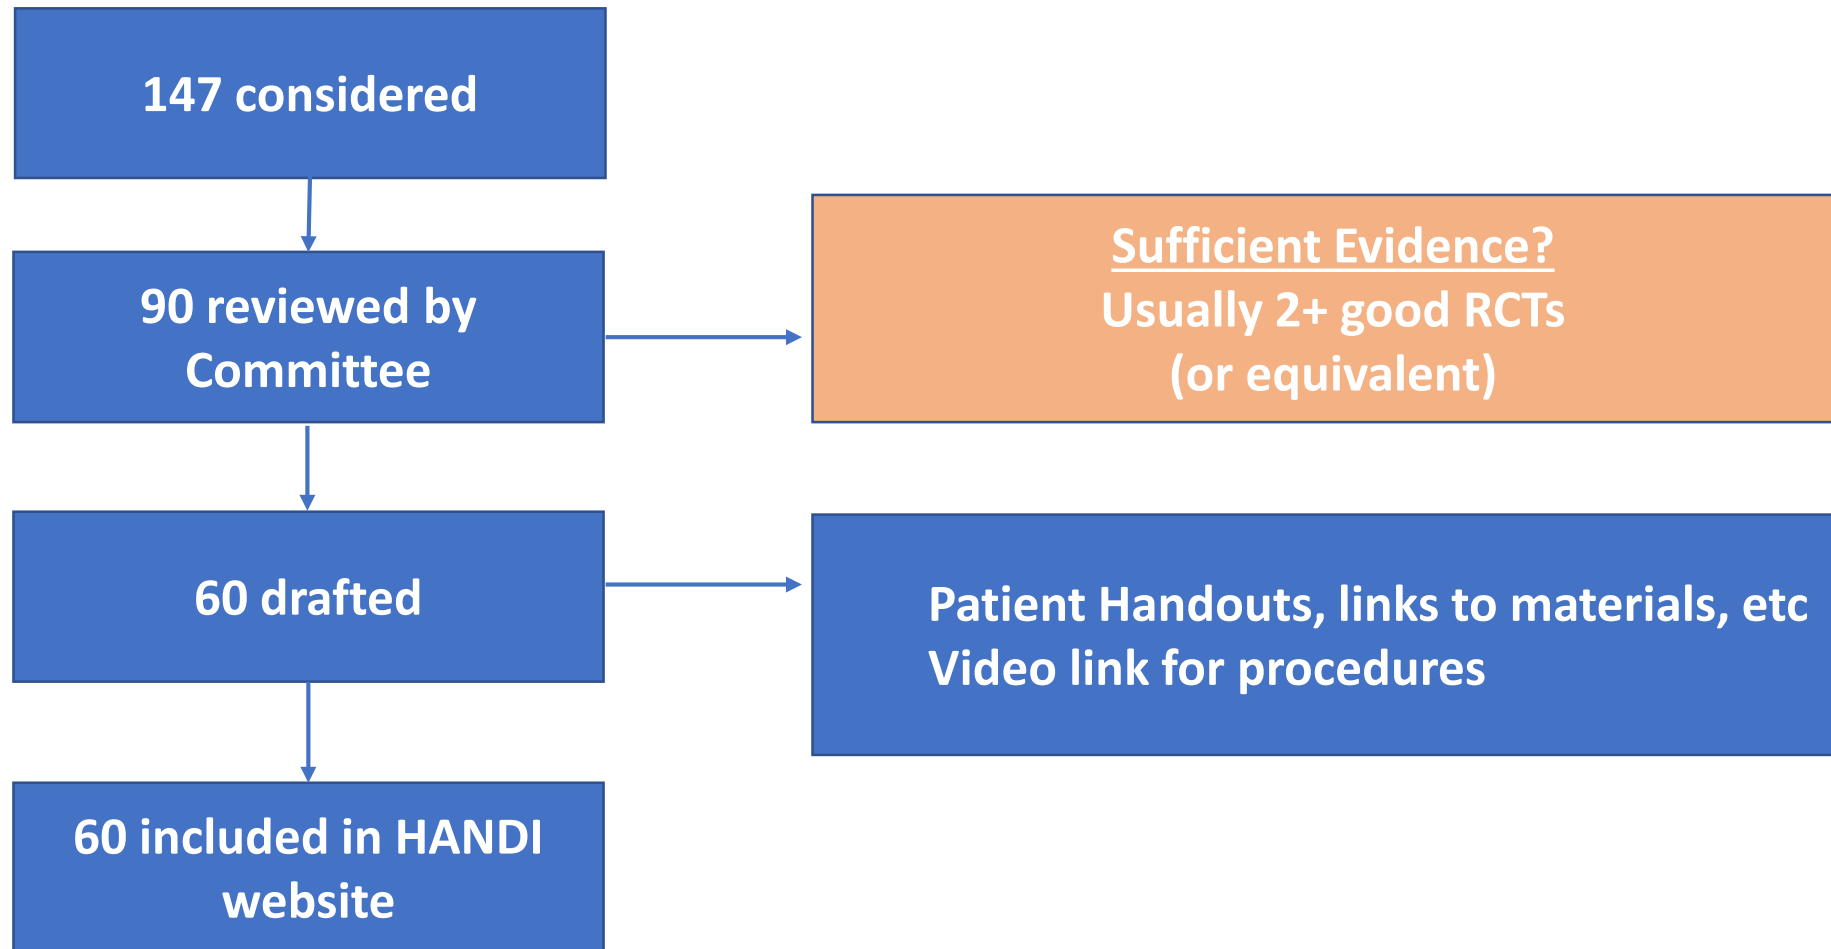 147 considered
90 reviewed by
Committee
Sufficient Evidence?
Usually 2+ good RCTs
(or equivalent)
60 drafted
Patient Handouts, links to materials, etc
Video link for procedures
60 included in HANDI
website